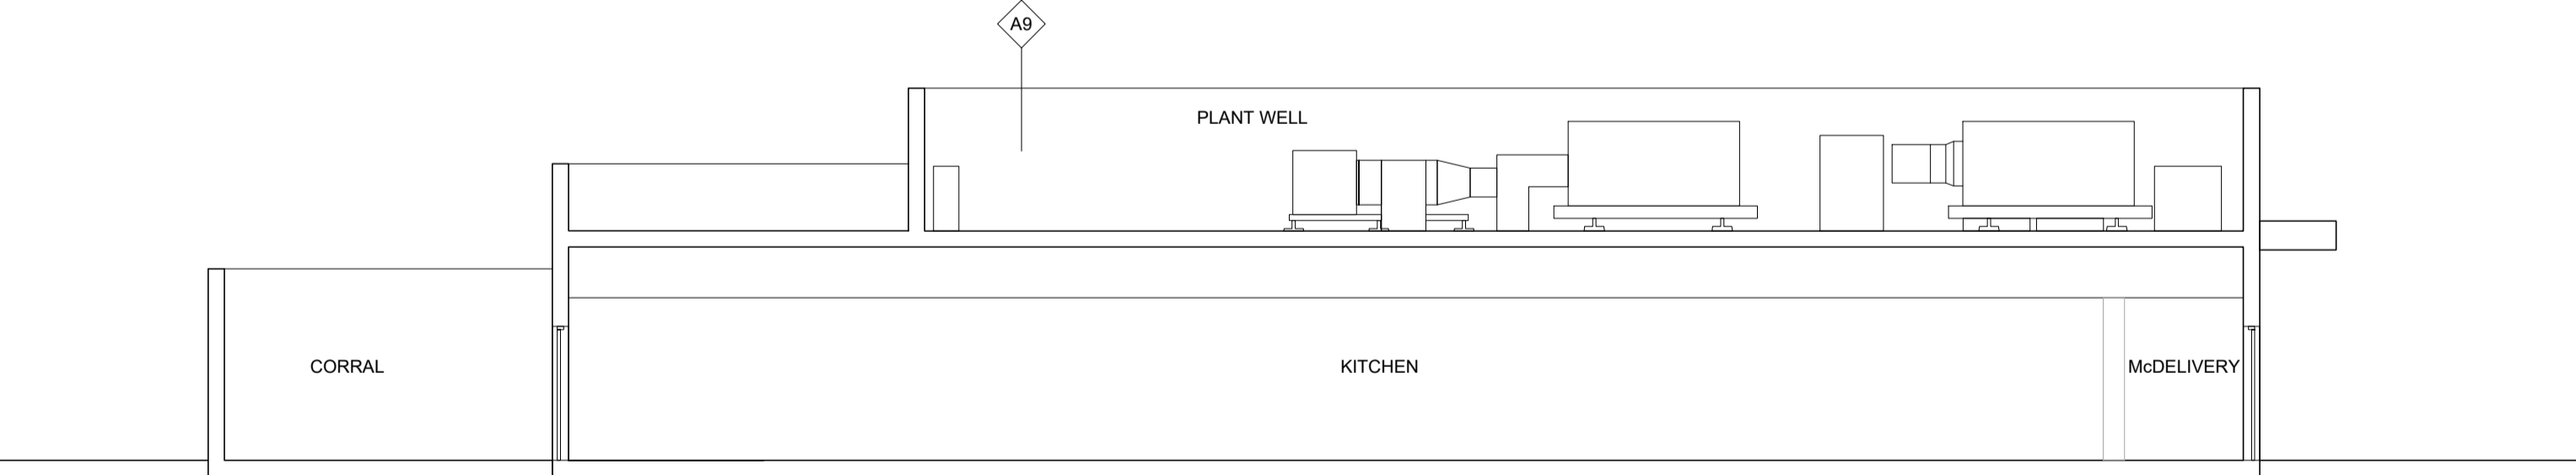 A9
PLANT WELL
CORRAL
KITCHEN
McDELIVERY